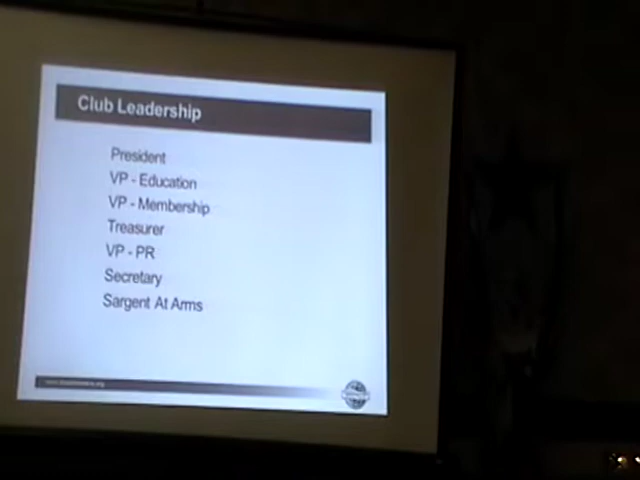 Club Leadership
President
VP - Education
VP - Membership
Treasurer
VP - PR
Secretary
Sargent At Arms